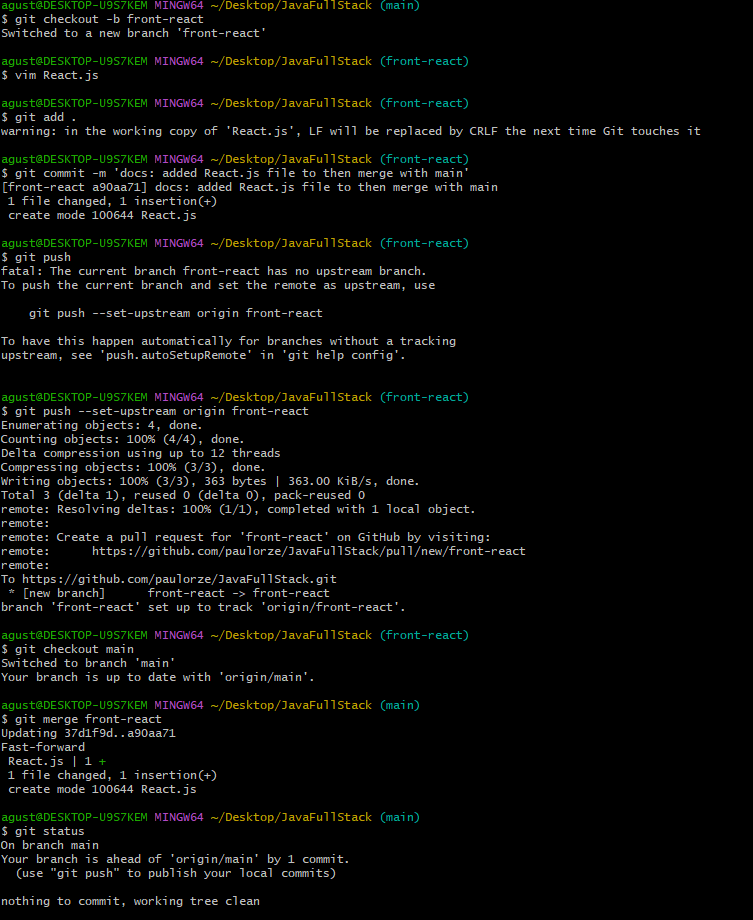 agust@DESKTOP-U9S7KEM MINGW64 ~/Desktop/JavaFullStack (main)
$ git checkout -b front-react
Switched to a new branch 'front-react'

agust@DESKTOP-U9S7KEM MINGW64 ~/Desktop/JavaFullStack (front-react)
$ vim React.js

agust@DESKTOP-U9S7KEM MINGW64 ~/Desktop/JavaFullStack (front-react)
$ git add .
warning: in the working copy of 'React.js', LF will be replaced by CRLF the next time Git touches it

agust@DESKTOP-U9S7KEM MINGW64 ~/Desktop/JavaFullStack (front-react)
$ git commit -m 'docs: added React.js file to then merge with main'
[front-react a90aa71] docs: added React.js file to then merge with main
 1 file changed, 1 insertion(+)
 create mode 100644 React.js

agust@DESKTOP-U9S7KEM MINGW64 ~/Desktop/JavaFullStack (front-react)
$ git push
fatal: The current branch front-react has no upstream branch.
To push the current branch and set the remote as upstream, use

    git push --set-upstream origin front-react

To have this happen automatically for branches without a tracking
upstream, see 'push.autoSetupRemote' in 'git help config'.


agust@DESKTOP-U9S7KEM MINGW64 ~/Desktop/JavaFullStack (front-react)
$ git push --set-upstream origin front-react
Enumerating objects: 4, done.
Counting objects: 100% (4/4), done.
Delta compression using up to 12 threads
Compressing objects: 100% (3/3), done.
Writing objects: 100% (3/3), 363 bytes | 363.00 KiB/s, done.
Total 3 (delta 1), reused 0 (delta 0), pack-reused 0
remote: Resolving deltas: 100% (1/1), completed with 1 local object.
remote:
remote: Create a pull request for 'front-react' on GitHub by visiting:
remote:      https://github.com/paulorze/JavaFullStack/pull/new/front-react
remote:
To https://github.com/paulorze/JavaFullStack.git
 * [new branch]      front-react -> front-react
branch 'front-react' set up to track 'origin/front-react'.

agust@DESKTOP-U9S7KEM MINGW64 ~/Desktop/JavaFullStack (front-react)
$ git checkout main
Switched to branch 'main'
Your branch is up to date with 'origin/main'.

agust@DESKTOP-U9S7KEM MINGW64 ~/Desktop/JavaFullStack (main)
$ git merge front-react
Updating 37d1f9d..a90aa71
Fast-forward
 React.js | 1 +
 1 file changed, 1 insertion(+)
 create mode 100644 React.js

agust@DESKTOP-U9S7KEM MINGW64 ~/Desktop/JavaFullStack (main)
$ git status
On branch main
Your branch is ahead of 'origin/main' by 1 commit.
  (use "git push" to publish your local commits)

nothing to commit, working tree clean